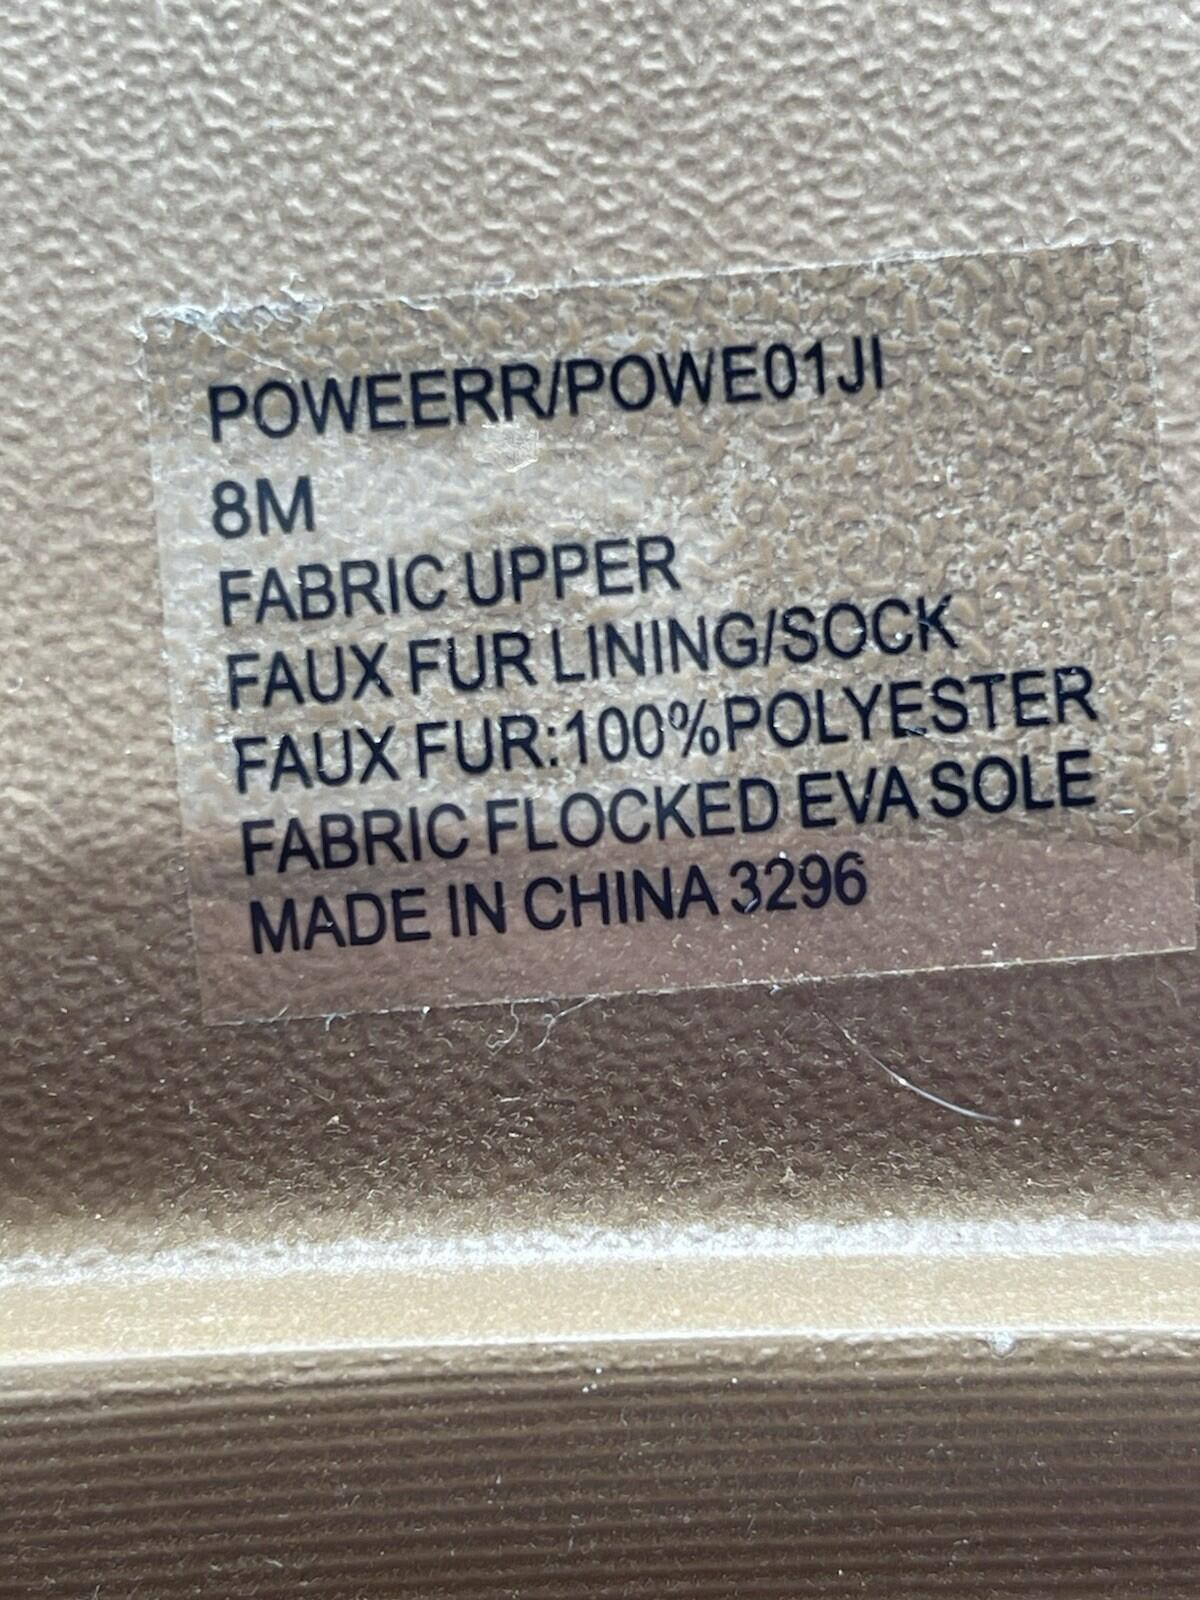 POWEERR/POWE01JI
8M
FABRIC UPPER
FAUX FUR LINING/SOCK
FAUX FUR:100%POLYESTER
FABRIC FLOCKED EVA SOLE
MADE IN CHINA 3296